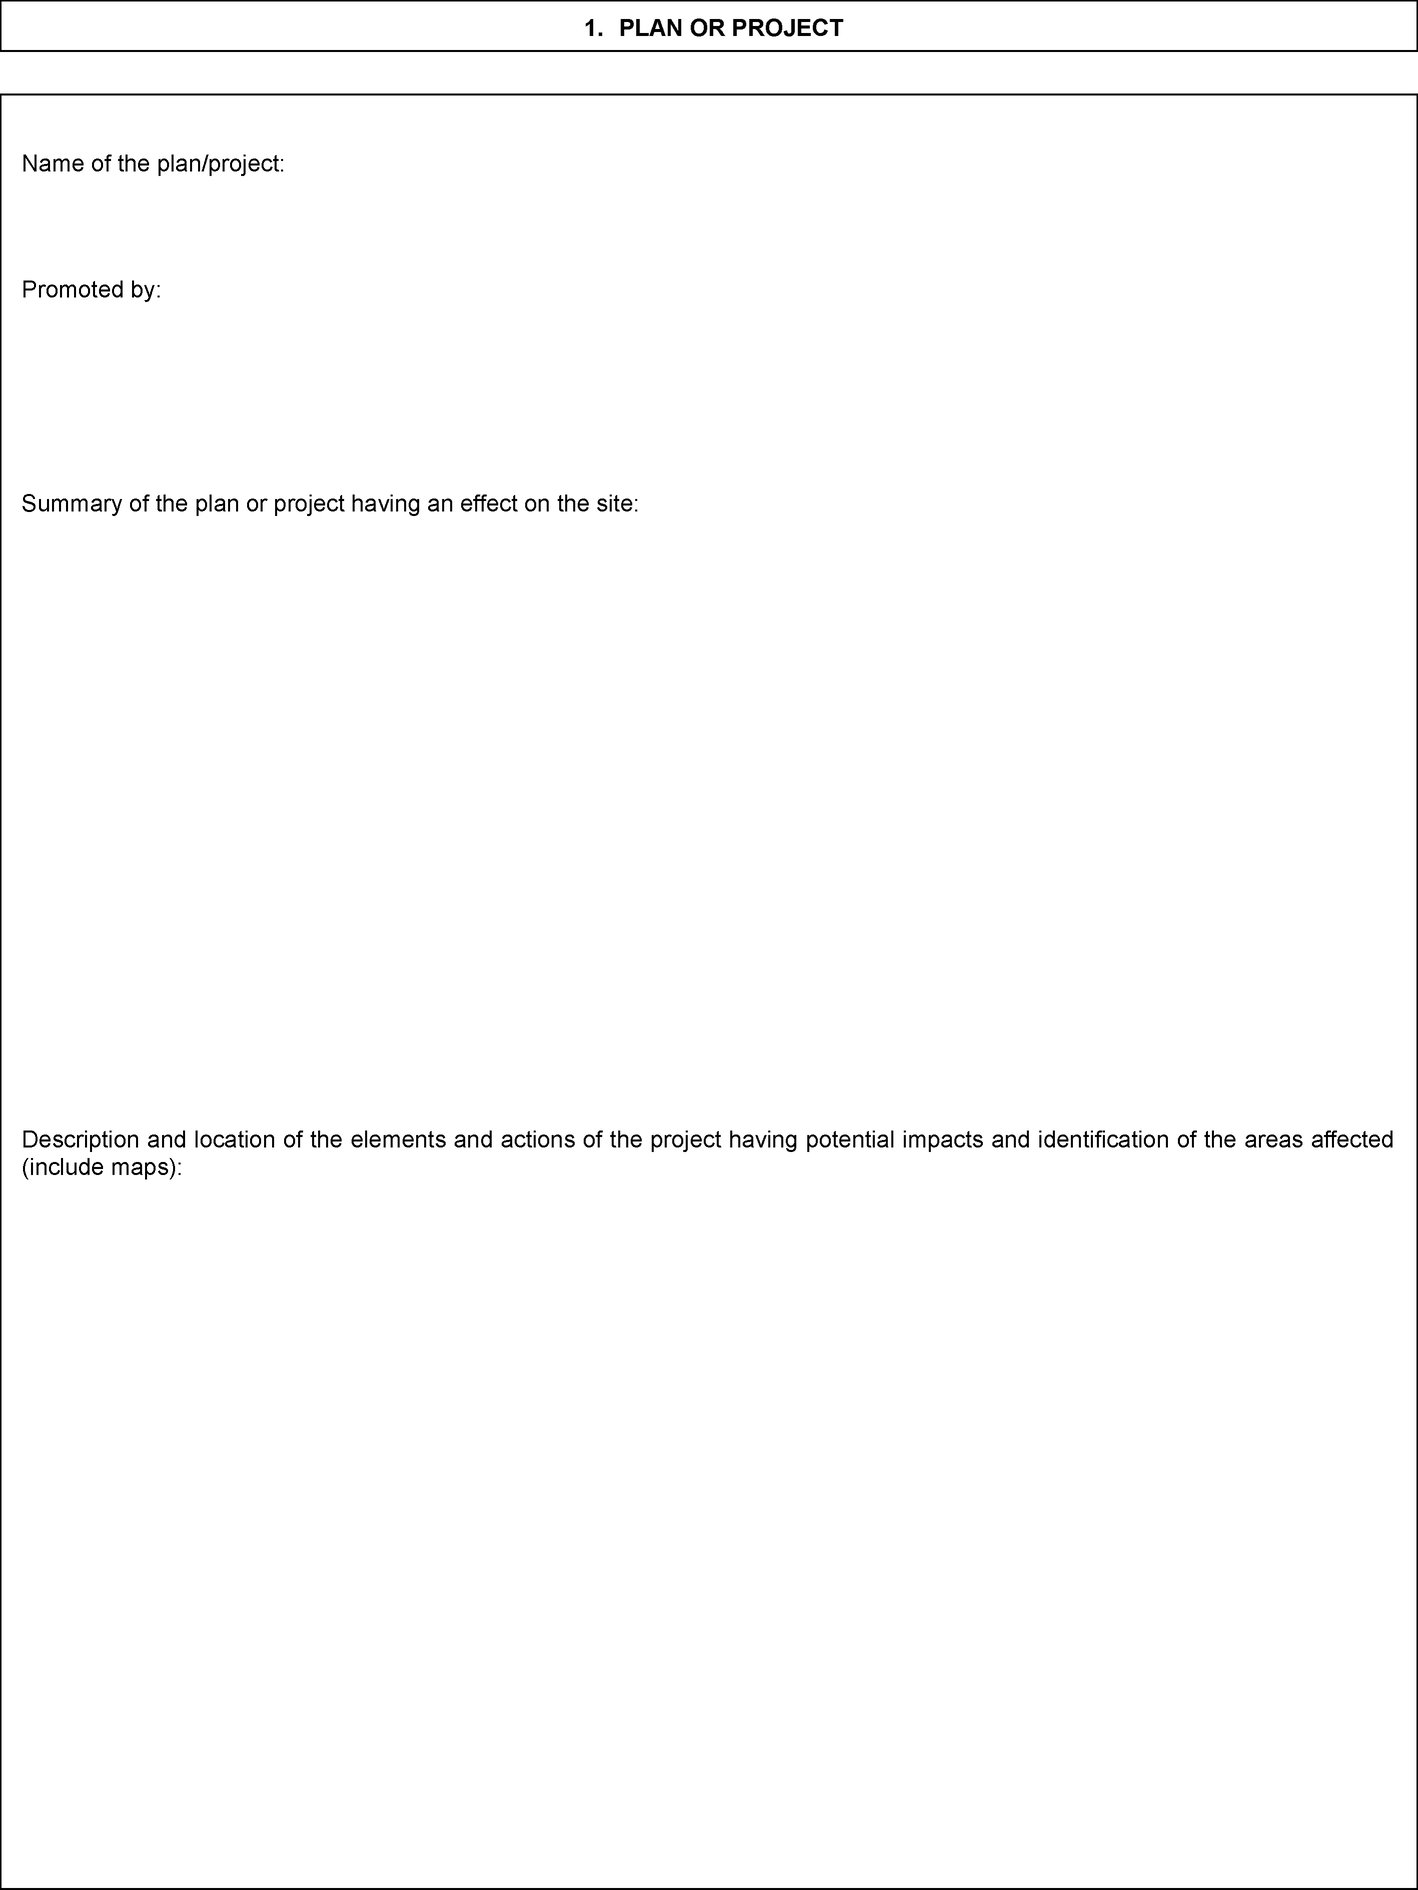 1. PLAN OR PROJECT
Name of the plan/project:
Promoted by:
Summary of the plan or project having an effect on the site:
Description and location of the elements and actions of the project having potential impacts and identification of the areas affected
(include maps):